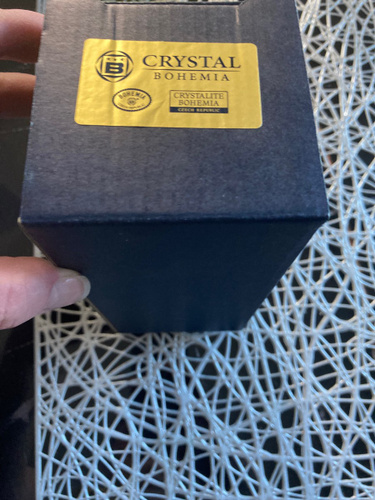 B
CRYSTAL
BOHEMIA
BOHEMIA
CRYSTALITE
BOHEMIA
CZECH REPUBLIC